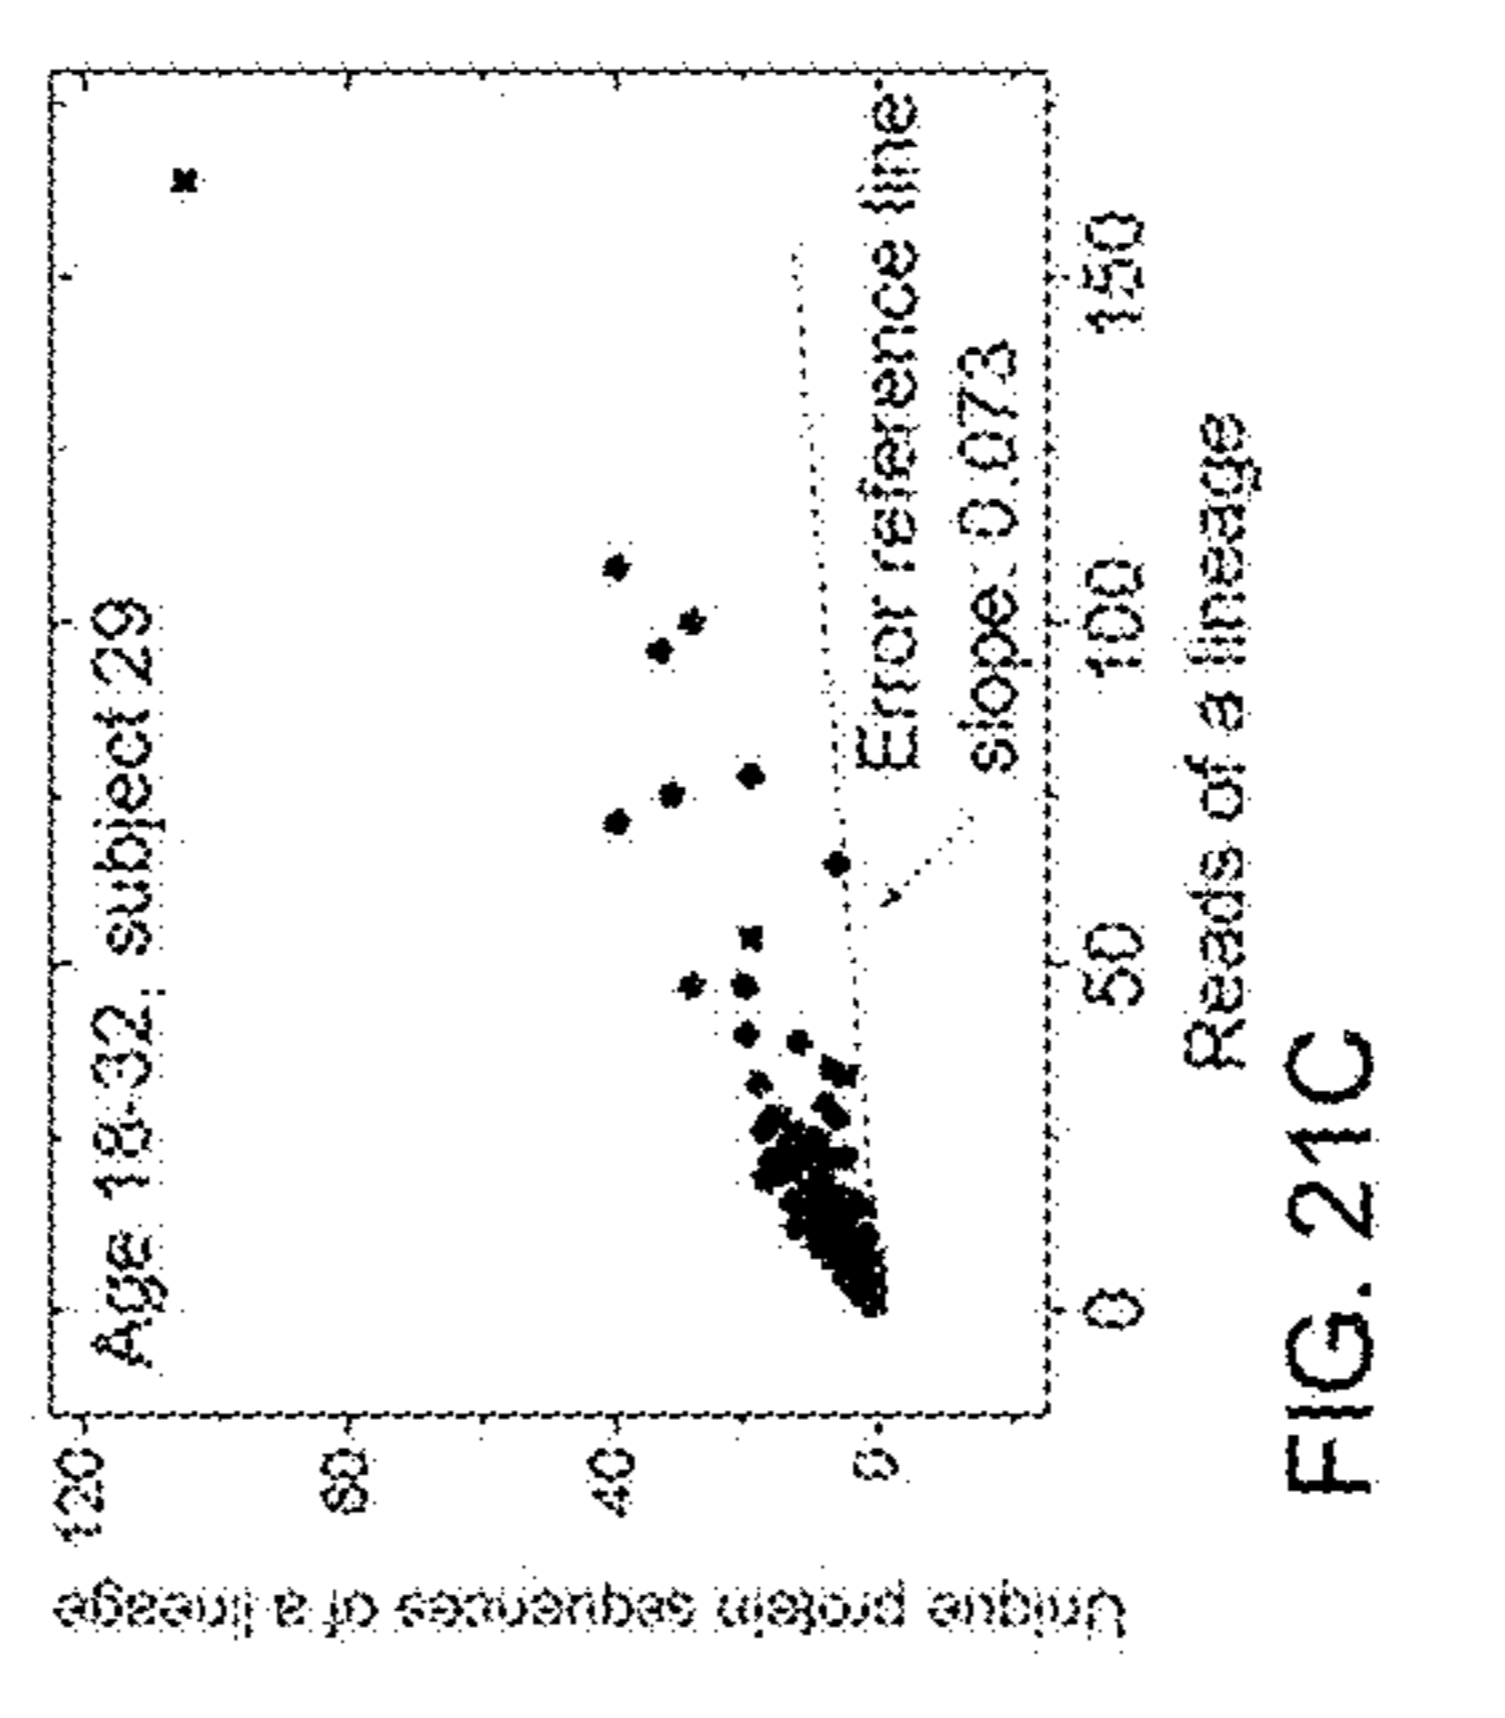 Age 18-32, subject 29
120
80
40
0
Unique protein sequences of a lineage
Error reference line
slope: 0.073
0
50
100
150
Reads of a lineage
FIG. 21C